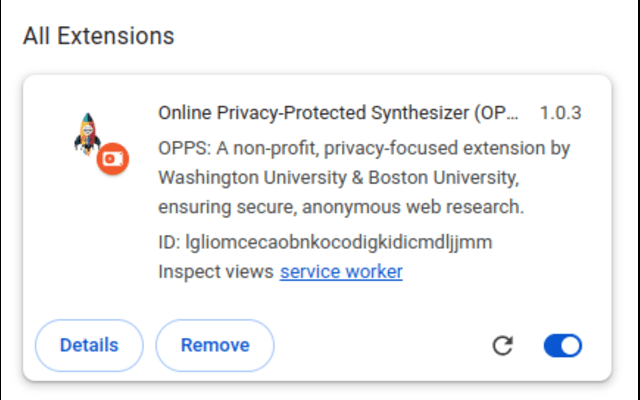 All Extensions
Online Privacy-Protected Synthesizer (OP... 1.0.3
OPPS: A non-profit, privacy-focused extension by
Washington University & Boston University,
ensuring secure, anonymous web research.
ID: lgliomcecaobnkocodigkidicmdljjmm
Inspect views service worker
Details Remove